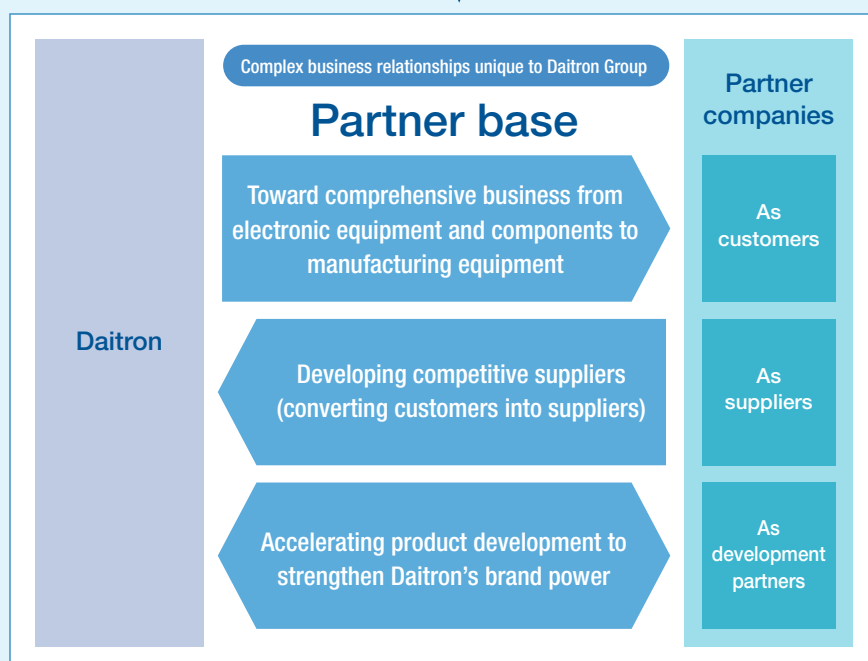 Complex business relationships unique to Daitron Group
Partner base
Partner
companies
Daitron
Toward comprehensive business from
electronic equipment and components to
manufacturing equipment
As
customers
Developing competitive suppliers
(converting customers into suppliers)
As
suppliers
Accelerating product development to
strengthen Daitron’s brand power
As
development
partners